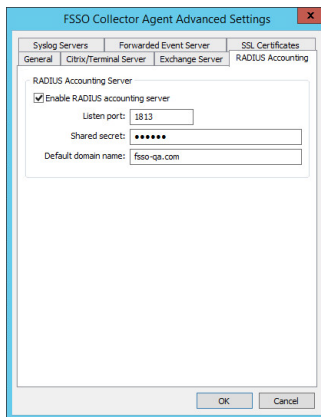 FSSO Collector Agent Advanced Settings
x
Syslog Servers Forwarded Event Server SSL Certificates
General Citrix/Terminal Server Exchange Server RADIUS Accounting
RADIUS Accounting Server
Enable RADIUS accounting server
Listen port: 1813
Shared secret: ••••••
Default domain name: fsso-qa.com
OK Cancel